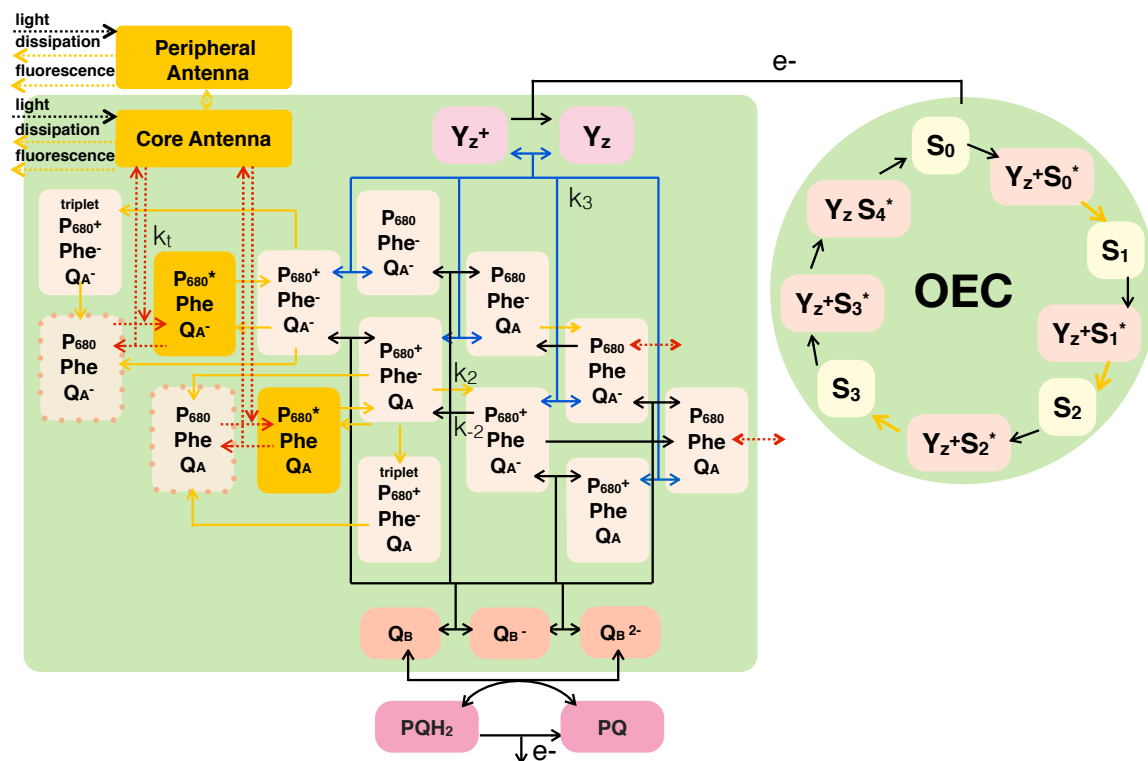 light
dissipation
fluorescence
Peripheral
Antenna
light
dissipation
fluorescence
Core Antenna
e-
Yz+
Yz
k3
kt
triplet
P680+
Phe-
QA-
P680*
Phe
QA-
P680+
Phe-
QA-
P680
Phe-
QA-
P680
Phe-
QA
P680
Phe
QA-
P680
Phe
QA-
P680+
Phe-
QA
k2
k-2
P680
Phe
QA
P680*
Phe
QA
P680+
Phe
QA-
P680
Phe
QA
triplet
P680+
Phe-
QA
P680+
Phe
QA
QB
QB -
QB 2-
PQH2
PQ
e-
OEC
S0
Yz+S0*
S1
Yz+S1*
S2
Yz+S2*
S3
Yz+S3*
Yz S4*